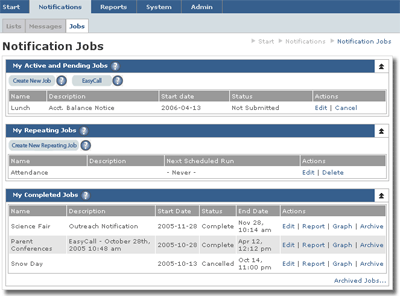 Start Notifications Reports System Admin
Lists Messages Jobs
Start Notifications Notification Jobs
Notification Jobs
My Active and Pending Jobs ?
Create New Job ? EasyCall ?
Name Description Start date Status Actions
Lunch Acct. Balance Notice 2006-04-13 Not Submitted Edit | Cancel
My Repeating Jobs ?
Create New Repeating Job ?
Name Description Next Scheduled Run Actions
Attendance - Never - Edit | Delete
My Completed Jobs ?
Name Description Start Date Status End Date Actions
Science Fair Outreach Notification 2005-11-28 Complete Nov 28, 10:14 am Edit | Report | Graph | Archive
Parent Conferences EasyCall - October 28th, 2005 10:48 am 2005-10-28 Complete Apr 12, 12:12 pm Edit | Report | Graph | Archive
Snow Day 2005-10-13 Cancelled Oct 14, 11:00 pm Edit | Report | Graph | Archive
Archived Jobs...